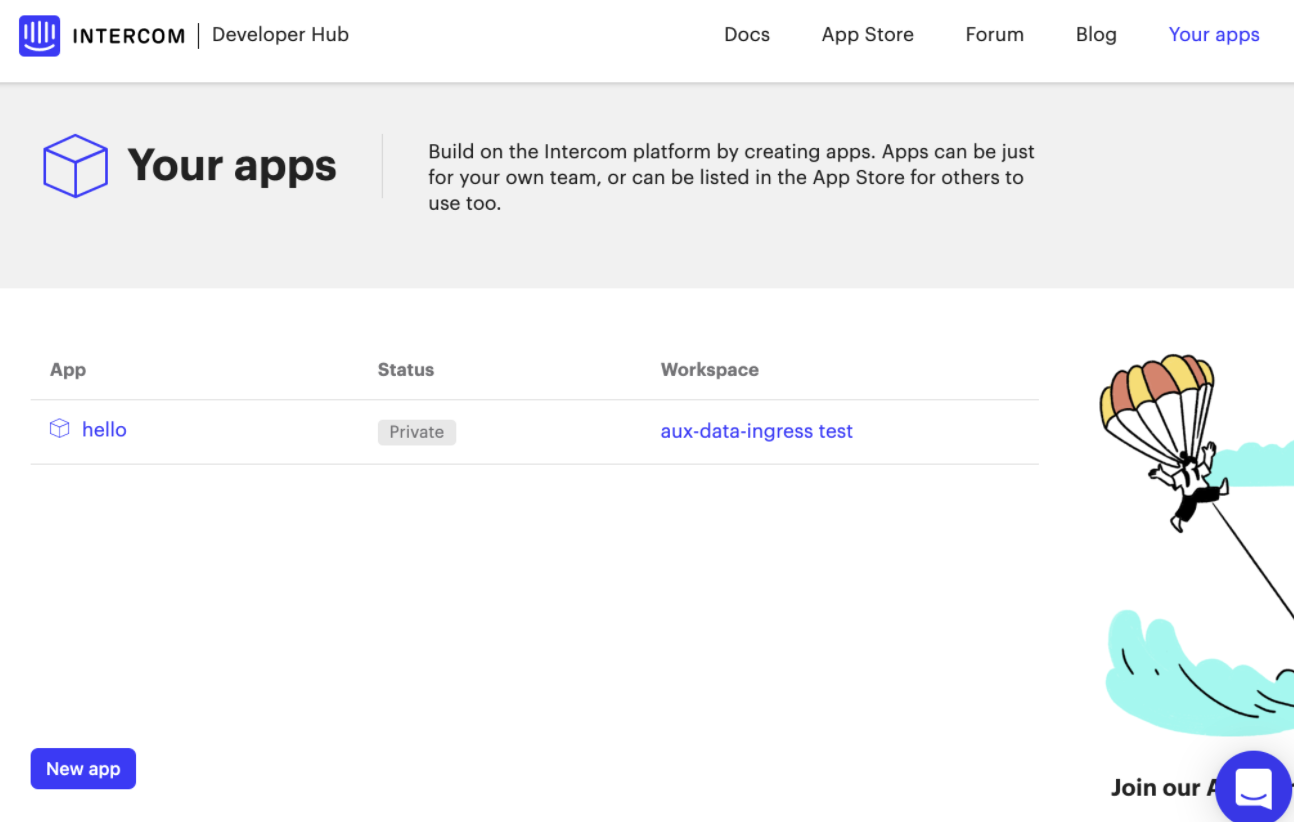 INTERCOM | Developer Hub
Docs App Store Forum Blog Your apps
Your apps
Build on the Intercom platform by creating apps. Apps can be just
for your own team, or can be listed in the App Store for others to
use too.
App Status Workspace
hello Private aux-data-ingress test
New app
Join our